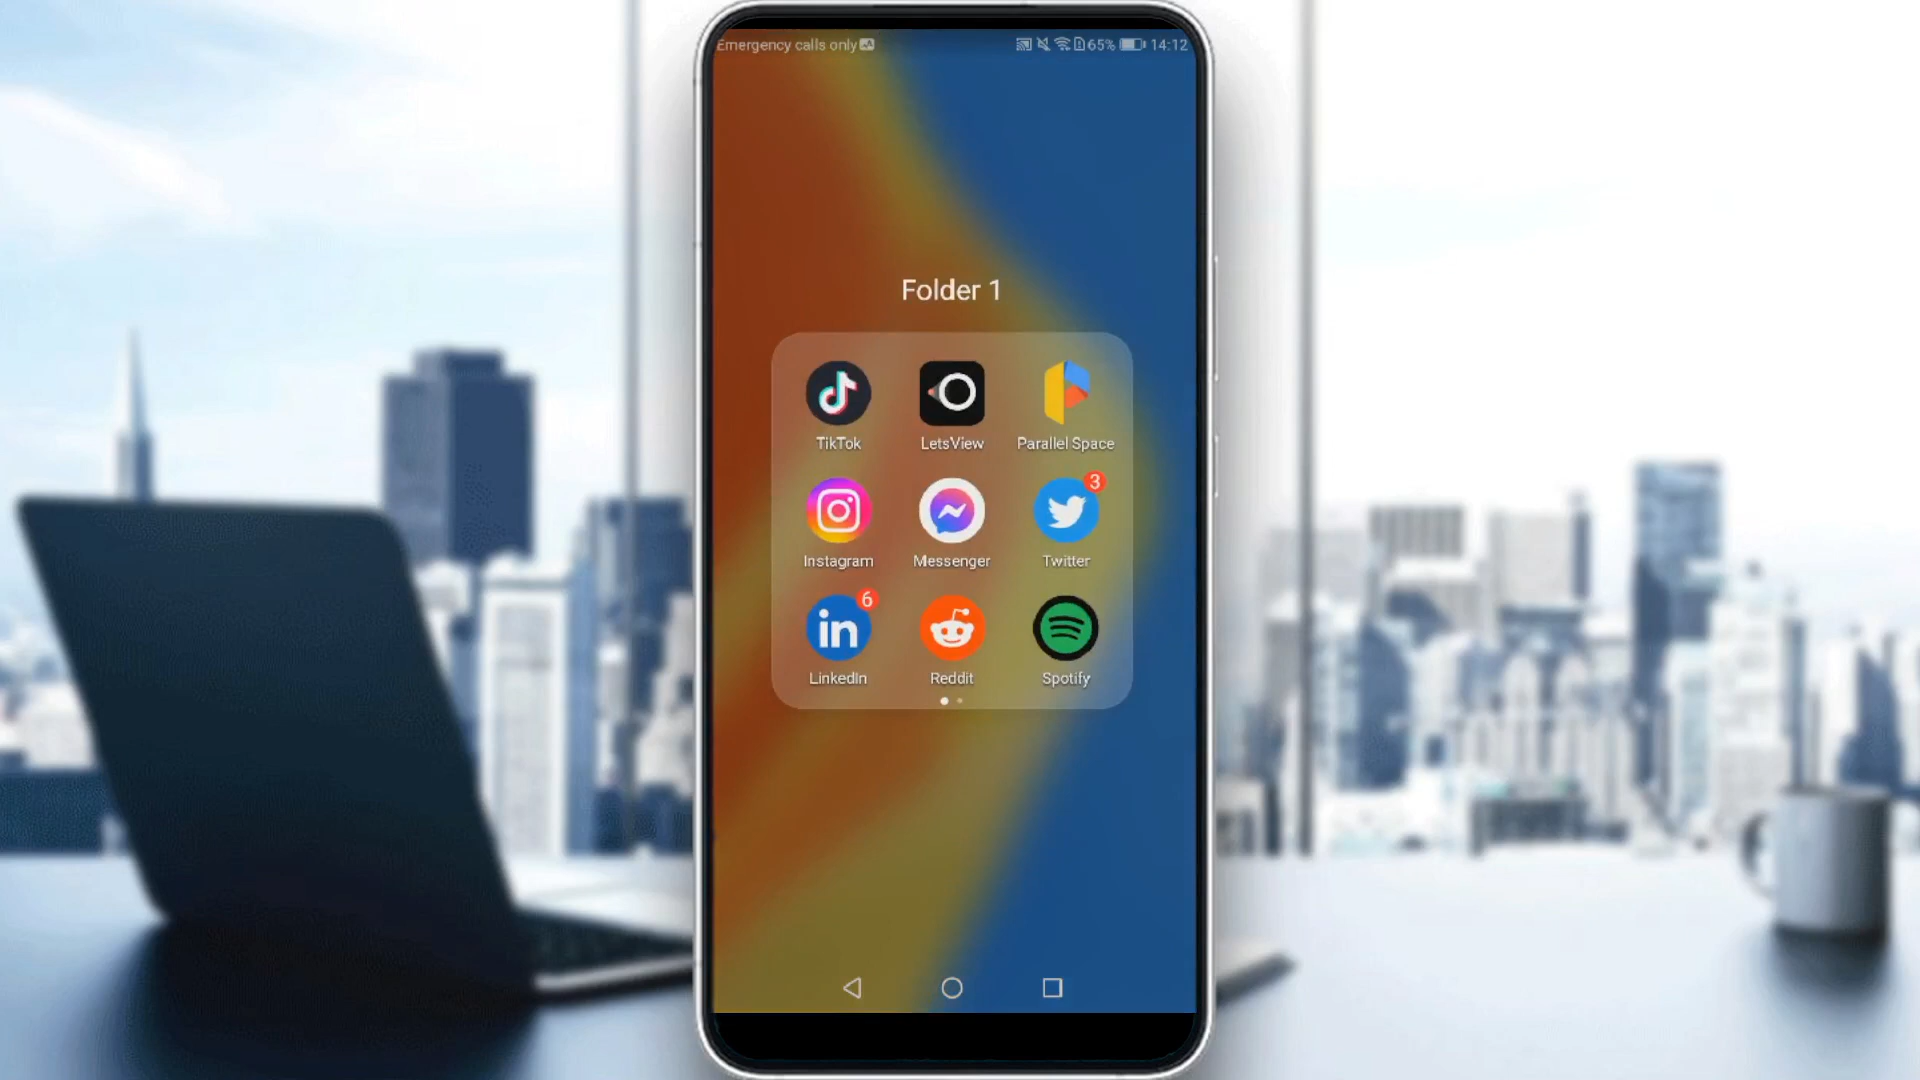 Emergency calls only
65% 14:12
Folder 1
TikTok LetsView Parallel Space
3
Instagram Messenger Twitter
in 6
LinkedIn Reddit Spotify